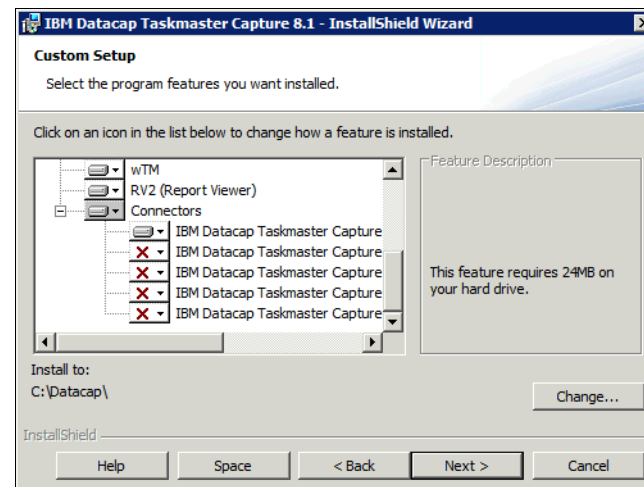 IBM Datacap Taskmaster Capture 8.1 - InstallShield Wizard
Custom Setup
Select the program features you want installed.
Click on an icon in the list below to change how a feature is installed.
wTM
RV2 (Report Viewer)
Connectors
IBM Datacap Taskmaster Capture
IBM Datacap Taskmaster Capture
IBM Datacap Taskmaster Capture
IBM Datacap Taskmaster Capture
IBM Datacap Taskmaster Capture
Feature Description
This feature requires 24MB on
your hard drive.
Install to:
C:\Datacap\
Change...
InstallShield
Help
Space
< Back
Next >
Cancel